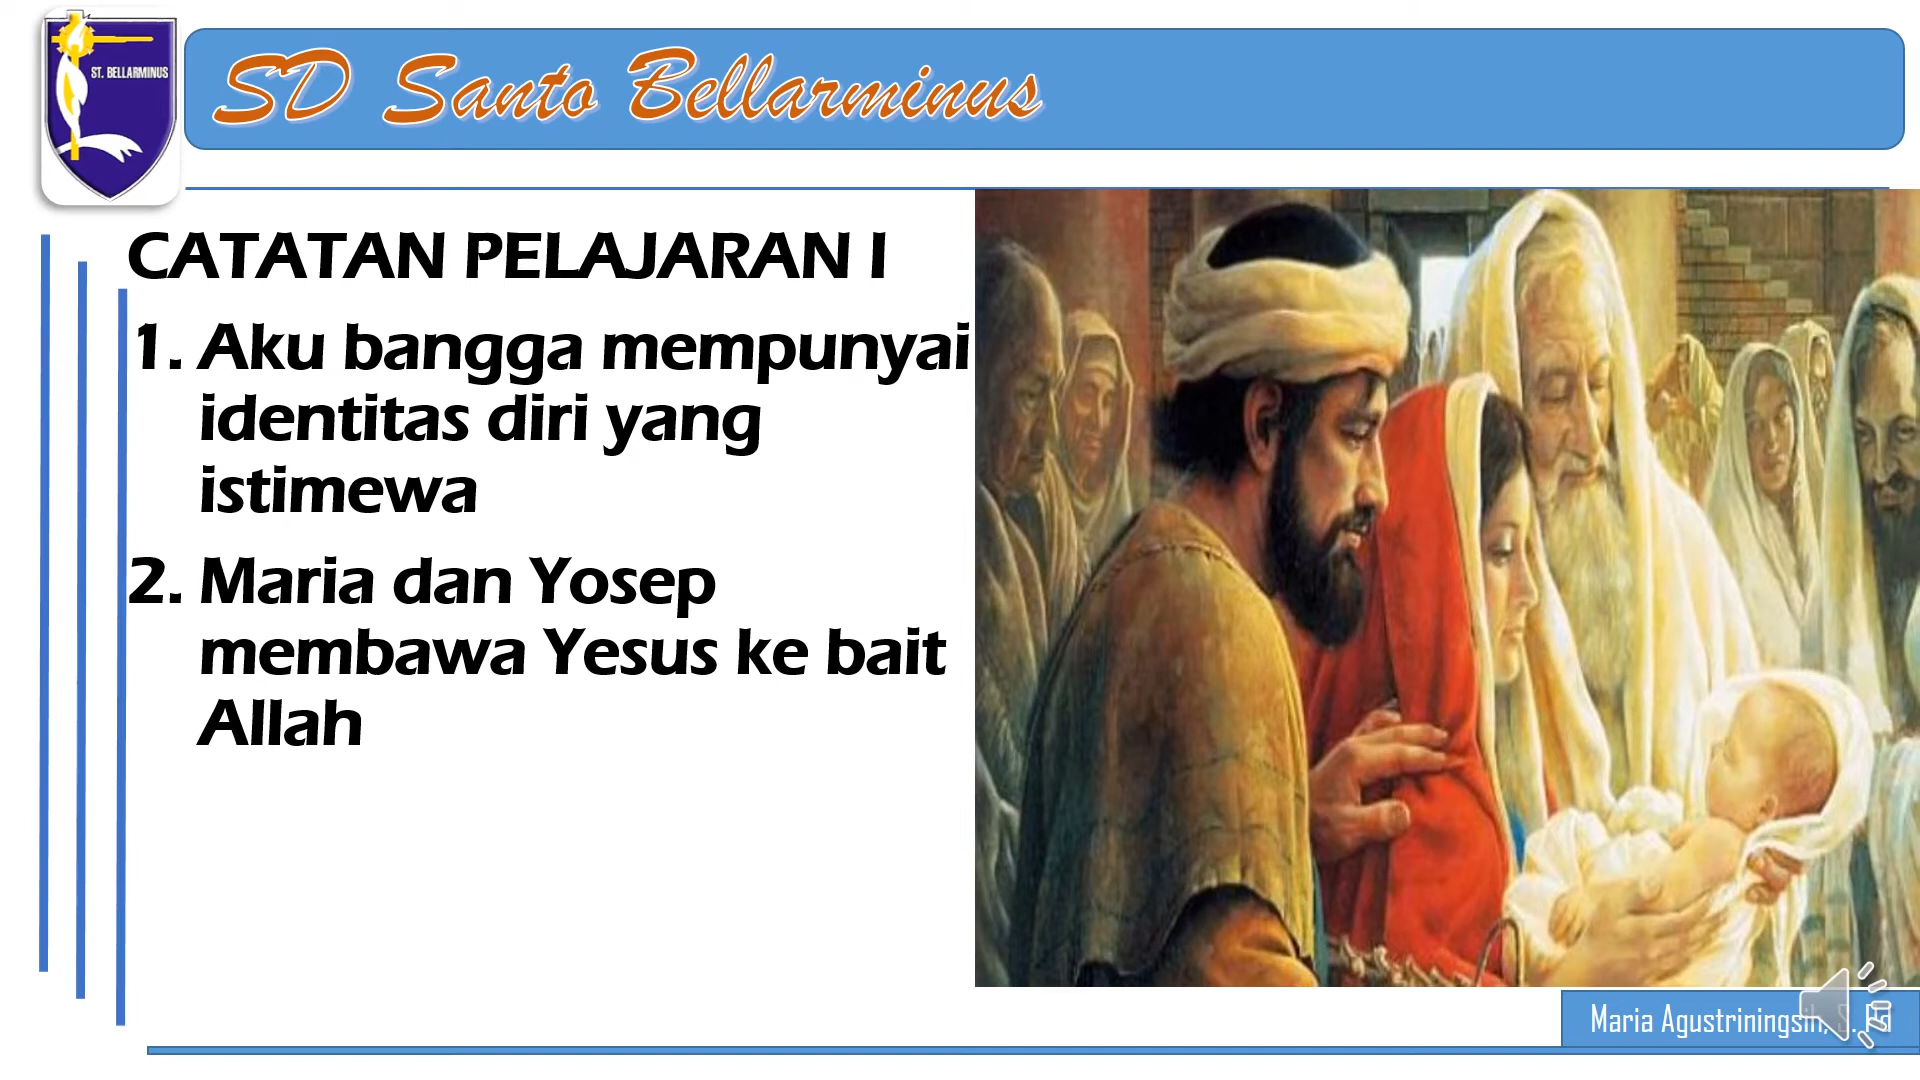 ST. BELLARMINUS
SD Santo Bellarminus
CATATAN PELAJARAN I
1. Aku bangga mempunyai
identitas diri yang
istimewa
2. Maria dan Yosep
membawa Yesus ke bait
Allah
Maria Agustriningsih, S. Pd